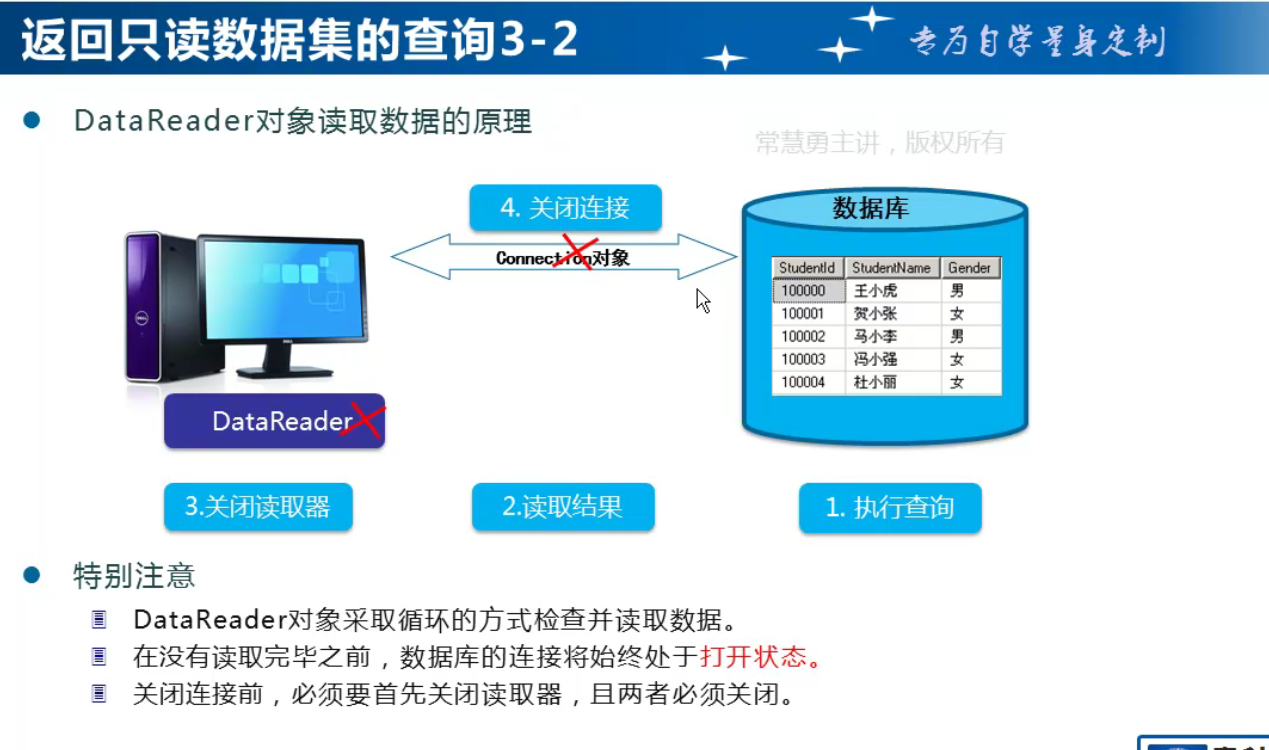 返回只读数据集的查询3-2
专为自学量身定制
DataReader对象读取数据的原理
常慧勇主讲，版权所有
4. 关闭连接
Connection对象
数据库
StudentId StudentName Gender
100000 王小虎 男
100001 贺小张 女
100002 马小李 男
100003 冯小强 女
100004 杜小丽 女
DELL
DataReader
3.关闭读取器
2.读取结果
1. 执行查询
特别注意
DataReader对象采取循环的方式检查并读取数据。
在没有读取完毕之前，数据库的连接将始终处于打开状态。
关闭连接前，必须要首先关闭读取器，且两者必须关闭。